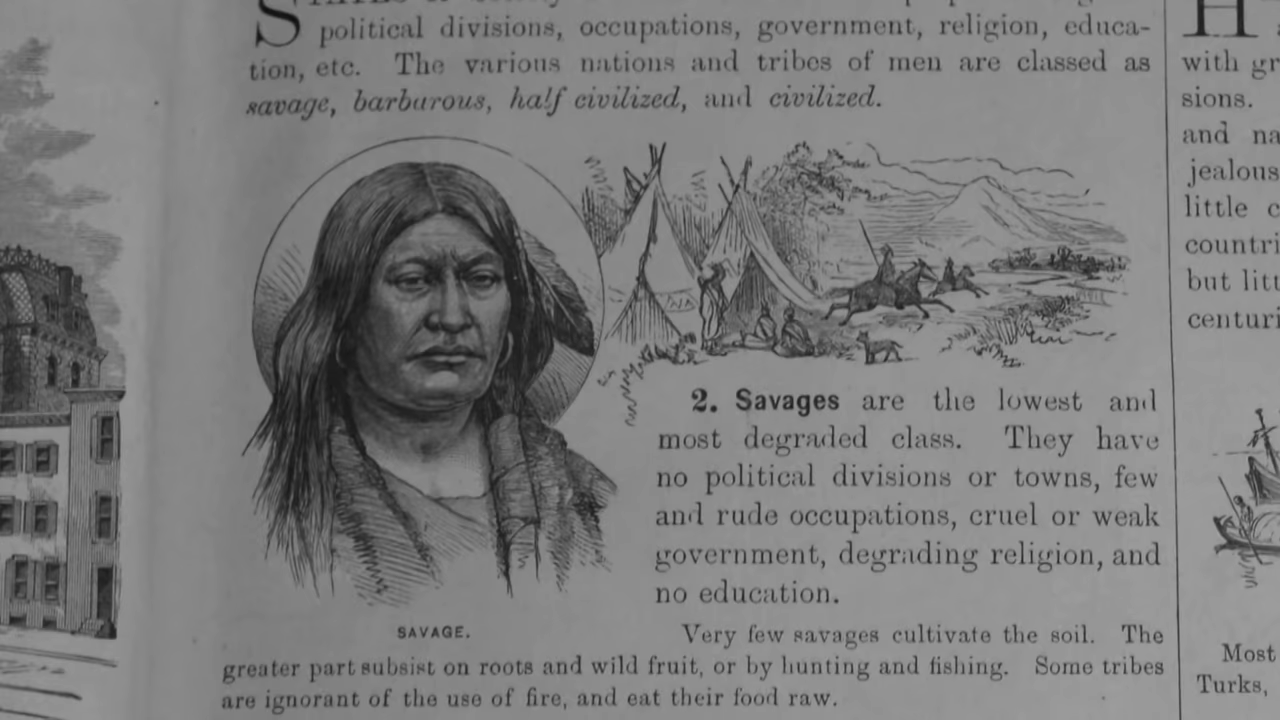 political divisions, occupations, government, religion, educa-
tion, etc. The various nations and tribes of men are classed as
savage, barbarous, half civilized, and civilized.
2. Savages are the lowest and
most degraded class. They have
no political divisions or towns, few
and rude occupations, cruel or weak
government, degrading religion, and
no education.
SAVAGE.
Very few savages cultivate the soil. The
greater part subsist on roots and wild fruit, or by hunting and fishing. Some tribes
are ignorant of the use of fire, and eat their food raw.
with gr
sions.
and na
jealous
little c
countri
but litt
centuri
Most
Turks,